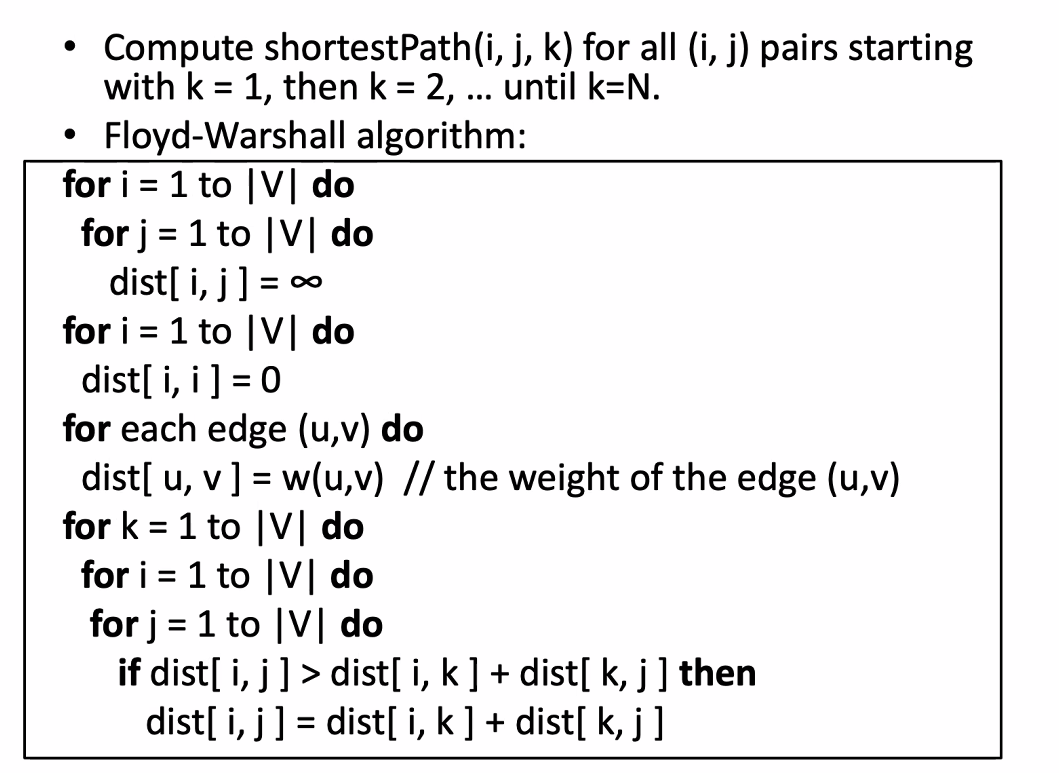 • Compute shortestPath(i, j, k) for all (i, j) pairs starting
with k = 1, then k = 2, … until k=N.
• Floyd-Warshall algorithm:
for i = 1 to |V| do
for j = 1 to |V| do
dist[ i, j ] = ∞
for i = 1 to |V| do
dist[ i, i ] = 0
for each edge (u,v) do
dist[ u, v ] = w(u,v) // the weight of the edge (u,v)
for k = 1 to |V| do
for i = 1 to |V| do
for j = 1 to |V| do
if dist[ i, j ] > dist[ i, k ] + dist[ k, j ] then
dist[ i, j ] = dist[ i, k ] + dist[ k, j ]